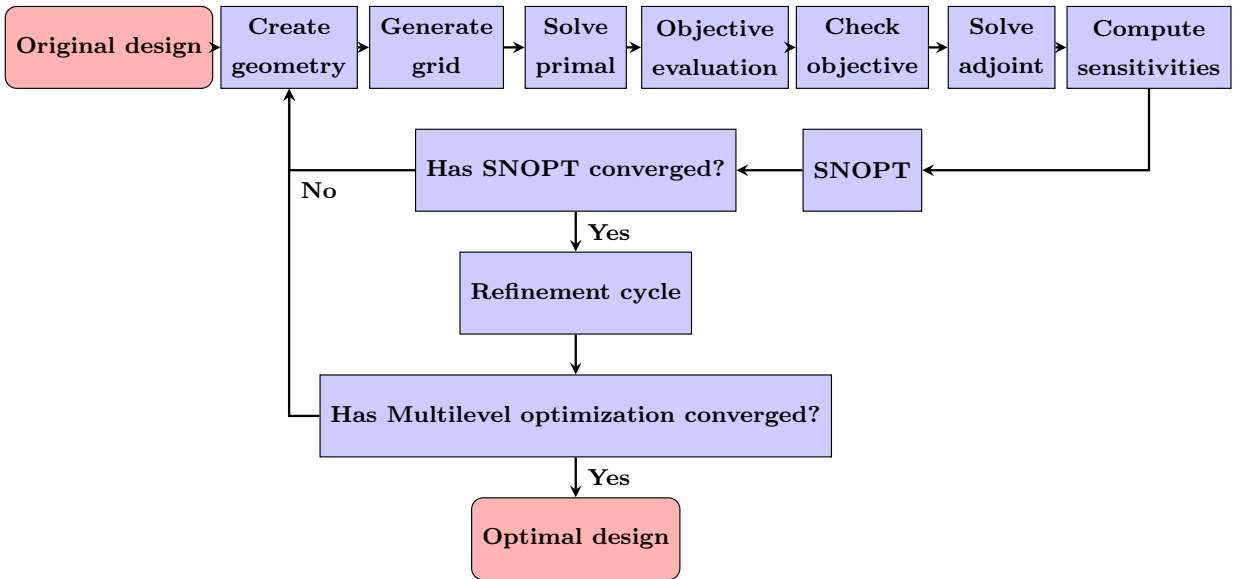 Original design
Create
geometry
Generate
grid
Solve
primal
Objective
evaluation
Check
objective
Solve
adjoint
Compute
sensitivities
Has SNOPT converged?
SNOPT
No
Yes
Refinement cycle
Has Multilevel optimization converged?
Yes
Optimal design